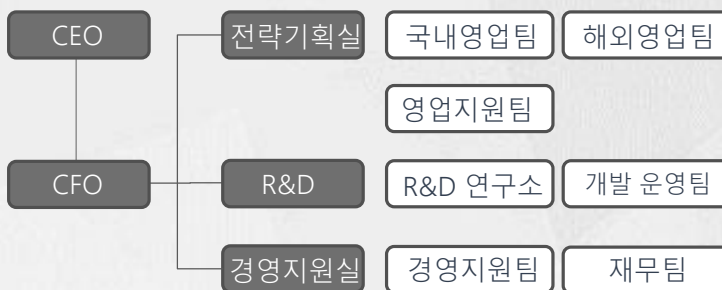 CEO
전략기획실
국내영업팀
해외영업팀
영업지원팀
CFO
R&D
R&D 연구소
개발 운영팀
경영지원실
경영지원팀
재무팀